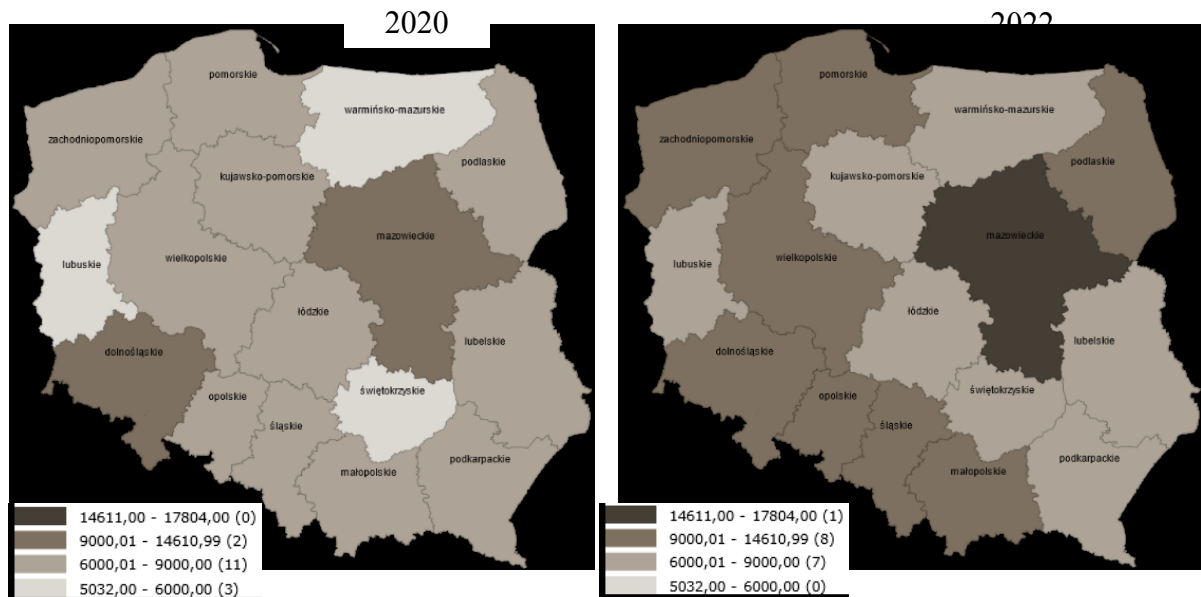 2020
2022
pomorskie
warmińsko-mazurskie
zachodniopomorskie
podlaskie
kujawsko-pomorskie
mazowieckie
lubuskie
wielkopolskie
łódzkie
lubelskie
dolnośląskie
świętokrzyskie
opolskie
śląskie
podkarpackie
małopolskie
14611,00 - 17804,00 (0)
9000,01 - 14610,99 (2)
6000,01 - 9000,00 (11)
5032,00 - 6000,00 (3)
pomorskie
warmińsko-mazurskie
zachodniopomorskie
podlaskie
kujawsko-pomorskie
mazowieckie
lubuskie
wielkopolskie
łódzkie
lubelskie
dolnośląskie
świętokrzyskie
opolskie
śląskie
podkarpackie
małopolskie
14611,00 - 17804,00 (1)
9000,01 - 14610,99 (8)
6000,01 - 9000,00 (7)
5032,00 - 6000,00 (0)